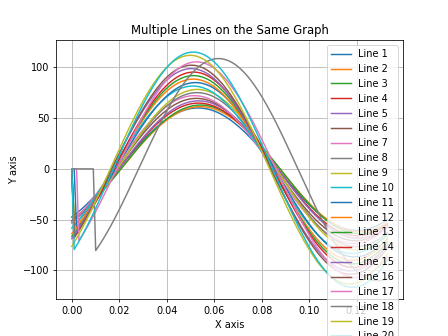 Multiple Lines on the Same Graph
Y axis
100
50
0
−50
−100
0.00
0.02
0.04
0.06
0.08
0.10
X axis
Line 1
Line 2
Line 3
Line 4
Line 5
Line 6
Line 7
Line 8
Line 9
Line 10
Line 11
Line 12
Line 13
Line 14
Line 15
Line 16
Line 17
Line 18
Line 19
Line 20